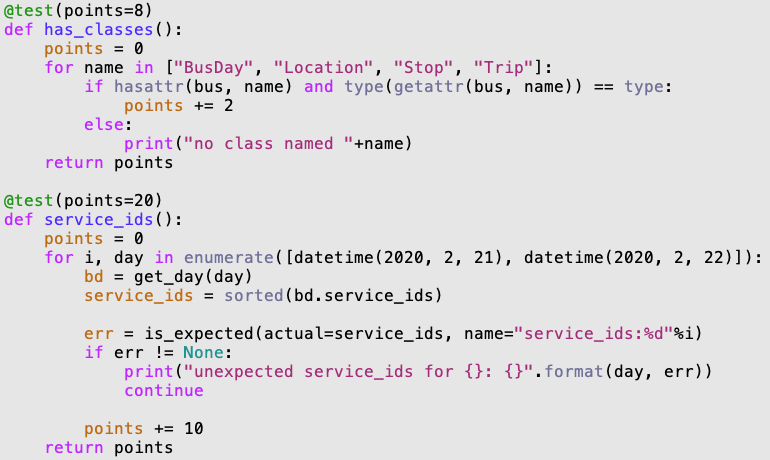 @test(points=8)
def has_classes():
    points = 0
    for name in ["BusDay", "Location", "Stop", "Trip"]:
        if hasattr(bus, name) and type(getattr(bus, name)) == type:
            points += 2
        else:
            print("no class named "+name)
    return points

@test(points=20)
def service_ids():
    points = 0
    for i, day in enumerate([datetime(2020, 2, 21), datetime(2020, 2, 22)]):
        bd = get_day(day)
        service_ids = sorted(bd.service_ids)

        err = is_expected(actual=service_ids, name="service_ids:%d"%i)
        if err != None:
            print("unexpected service_ids for {}: {}".format(day, err))
            continue

        points += 10
    return points